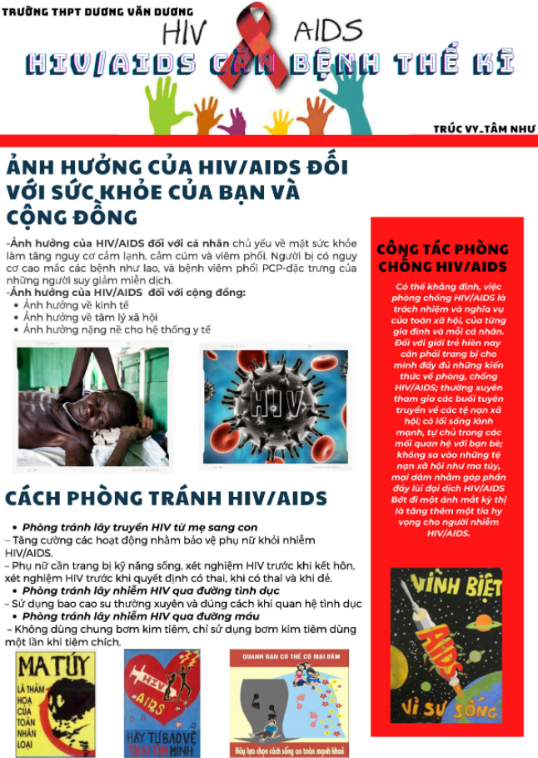 TRƯỜNG THPT DƯƠNG VĂN DƯƠNG
HIV AIDS
HIV/AIDS CĂN BỆNH THẾ KỈ
TRÚC VY_TÂM NHƯ
ẢNH HƯỞNG CỦA HIV/AIDS ĐỐI
VỚI SỨC KHỎE CỦA BẠN VÀ
CỘNG ĐỒNG
-Ảnh hưởng của HIV/AIDS đối với cá nhân chủ yếu về mặt sức khỏe
làm tăng nguy cơ cảm lạnh, cảm cúm và viêm phổi. Người bị có nguy
cơ cao mắc các bệnh như lao, và bệnh viêm phổi PCP-đặc trưng của
những người suy giảm miễn dịch.
-Ảnh hưởng của HIV/AIDS đối với cộng đồng:
• Ảnh hưởng về kinh tế
• Ảnh hưởng về tâm lý xã hội
• Ảnh hưởng nặng nề cho hệ thống y tế
HIV
CÁCH PHÒNG TRÁNH HIV/AIDS
• Phòng tránh lây truyền HIV từ mẹ sang con
– Tăng cường các hoạt động nhằm bảo vệ phụ nữ khỏi nhiễm
HIV/AIDS.
– Phụ nữ cần trang bị kỹ năng sống, xét nghiệm HIV trước khi kết hôn,
xét nghiệm HIV trước khi quyết định có thai, khi có thai và khi đẻ.
• Phòng tránh lây nhiễm HIV qua đường tình dục
– Sử dụng bao cao su thường xuyên và đúng cách khi quan hệ tình dục
• Phòng tránh lây nhiễm HIV qua đường máu
– Không dùng chung bơm kim tiêm, chỉ sử dụng bơm kim tiêm dùng
một lần khi tiêm chích.
MA TÚY
LÀ THẢM
HỌA
CỦA
TOÀN
NHÂN
LOẠI
HIV
AIDS
HÃY TỰ BẢO VỆ
TRÁI TIM MÌNH
QUANH BẠN CÓ THỂ CÓ MẠI DÂM
Hãy lựa chọn cách sống an toàn mạnh khoẻ
CÔNG TÁC PHÒNG
CHỐNG HIV/AIDS
Có thể khẳng định, việc
phòng chống HIV/AIDS là
trách nhiệm và nghĩa vụ
của toàn xã hội, của từng
gia đình và mỗi cá nhân.
Đối với giới trẻ hiện nay
cần phải trang bị cho
mình đầy đủ những kiến
thức về phòng, chống
HIV/AIDS; thường xuyên
tham gia các buổi tuyên
truyền về các tệ nạn xã
hội; có lối sống lành
mạnh, tự chủ trong các
mối quan hệ với bạn bè;
không sa vào những tệ
nạn xã hội như ma túy,
mại dâm nhằm góp phần
đẩy lùi đại dịch HIV/AIDS
Bớt đi một ánh mắt kỳ thị
là tăng thêm một tia hy
vọng cho người nhiễm
HIV/AIDS.
VĨNH BIỆT
AIDS
VÌ SỰ SỐNG